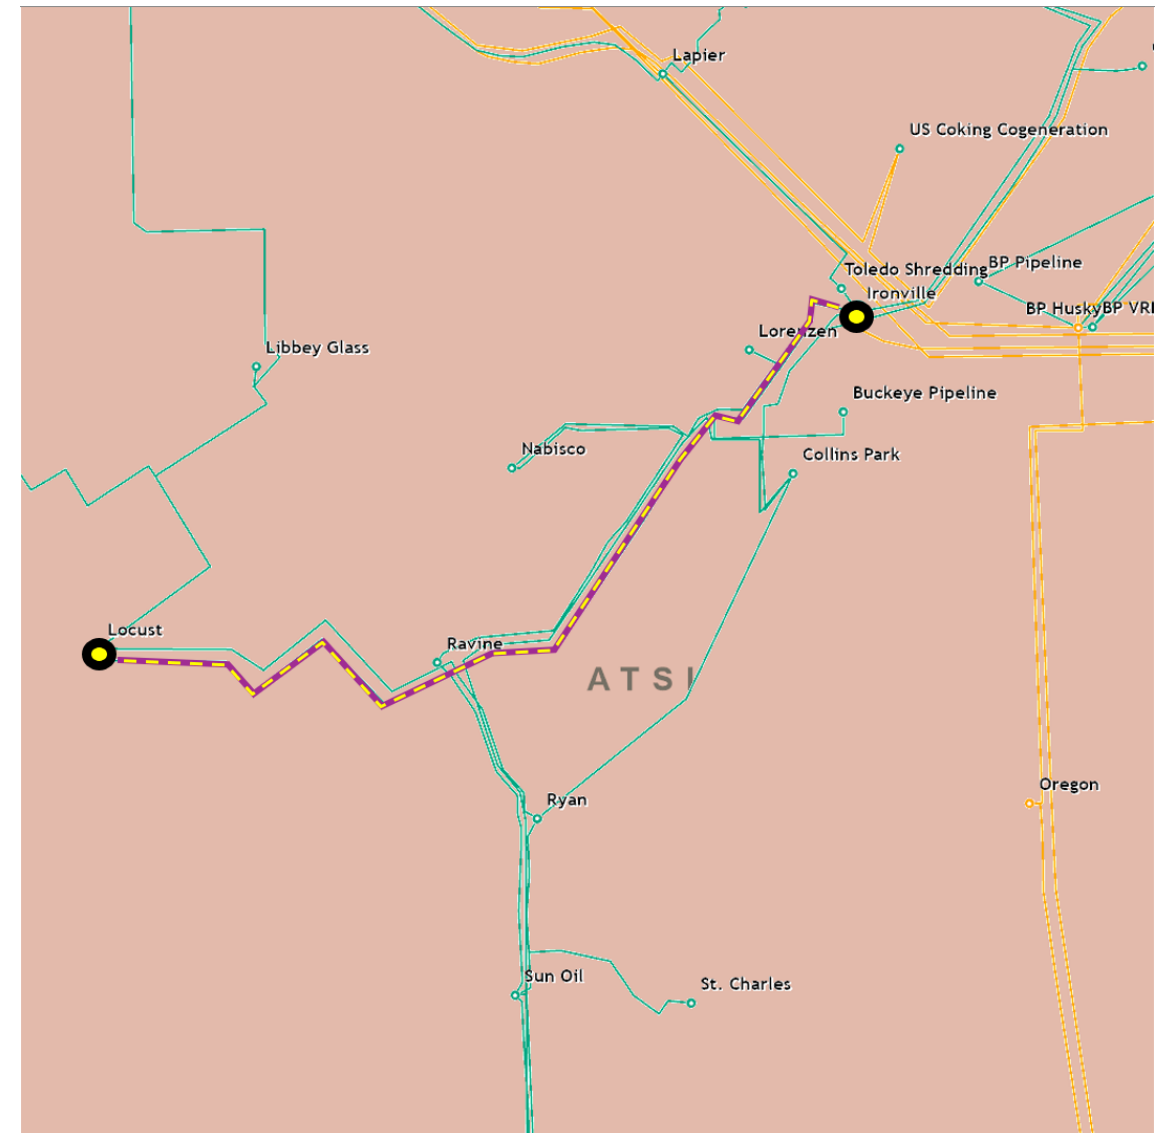 Lapier
US Coking Cogeneration
Toledo Shredding
BP Pipeline
Ironville
BP Husky
BP VR
Lorenzen
Libbey Glass
Buckeye Pipeline
Nabisco
Collins Park
Locust
Ravine
ATSI
Oregon
Ryan
Sun Oil
St. Charles